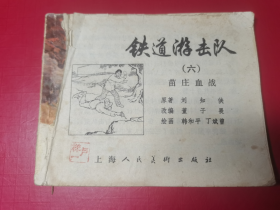 铁道游击队
(六)
苗庄血战
原著 刘知侠
改编 董子畏
绘画 韩和平 丁斌曾
上海人民美术出版社